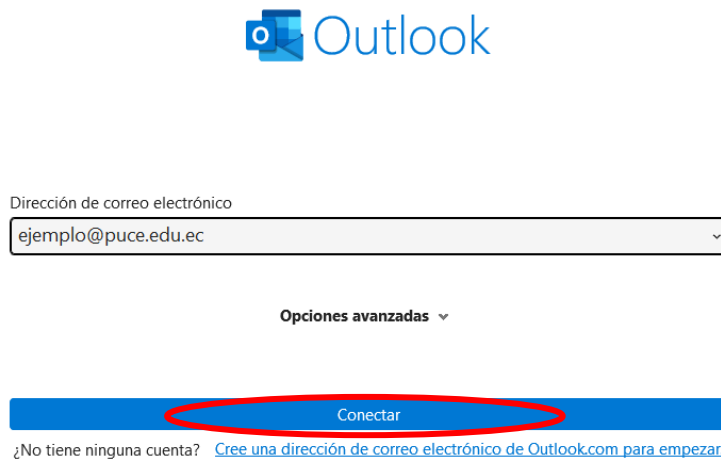 Outlook
Dirección de correo electrónico
ejemplo@puce.edu.ec
Opciones avanzadas
Conectar
¿No tiene ninguna cuenta? Cree una dirección de correo electrónico de Outlook.com para empezar